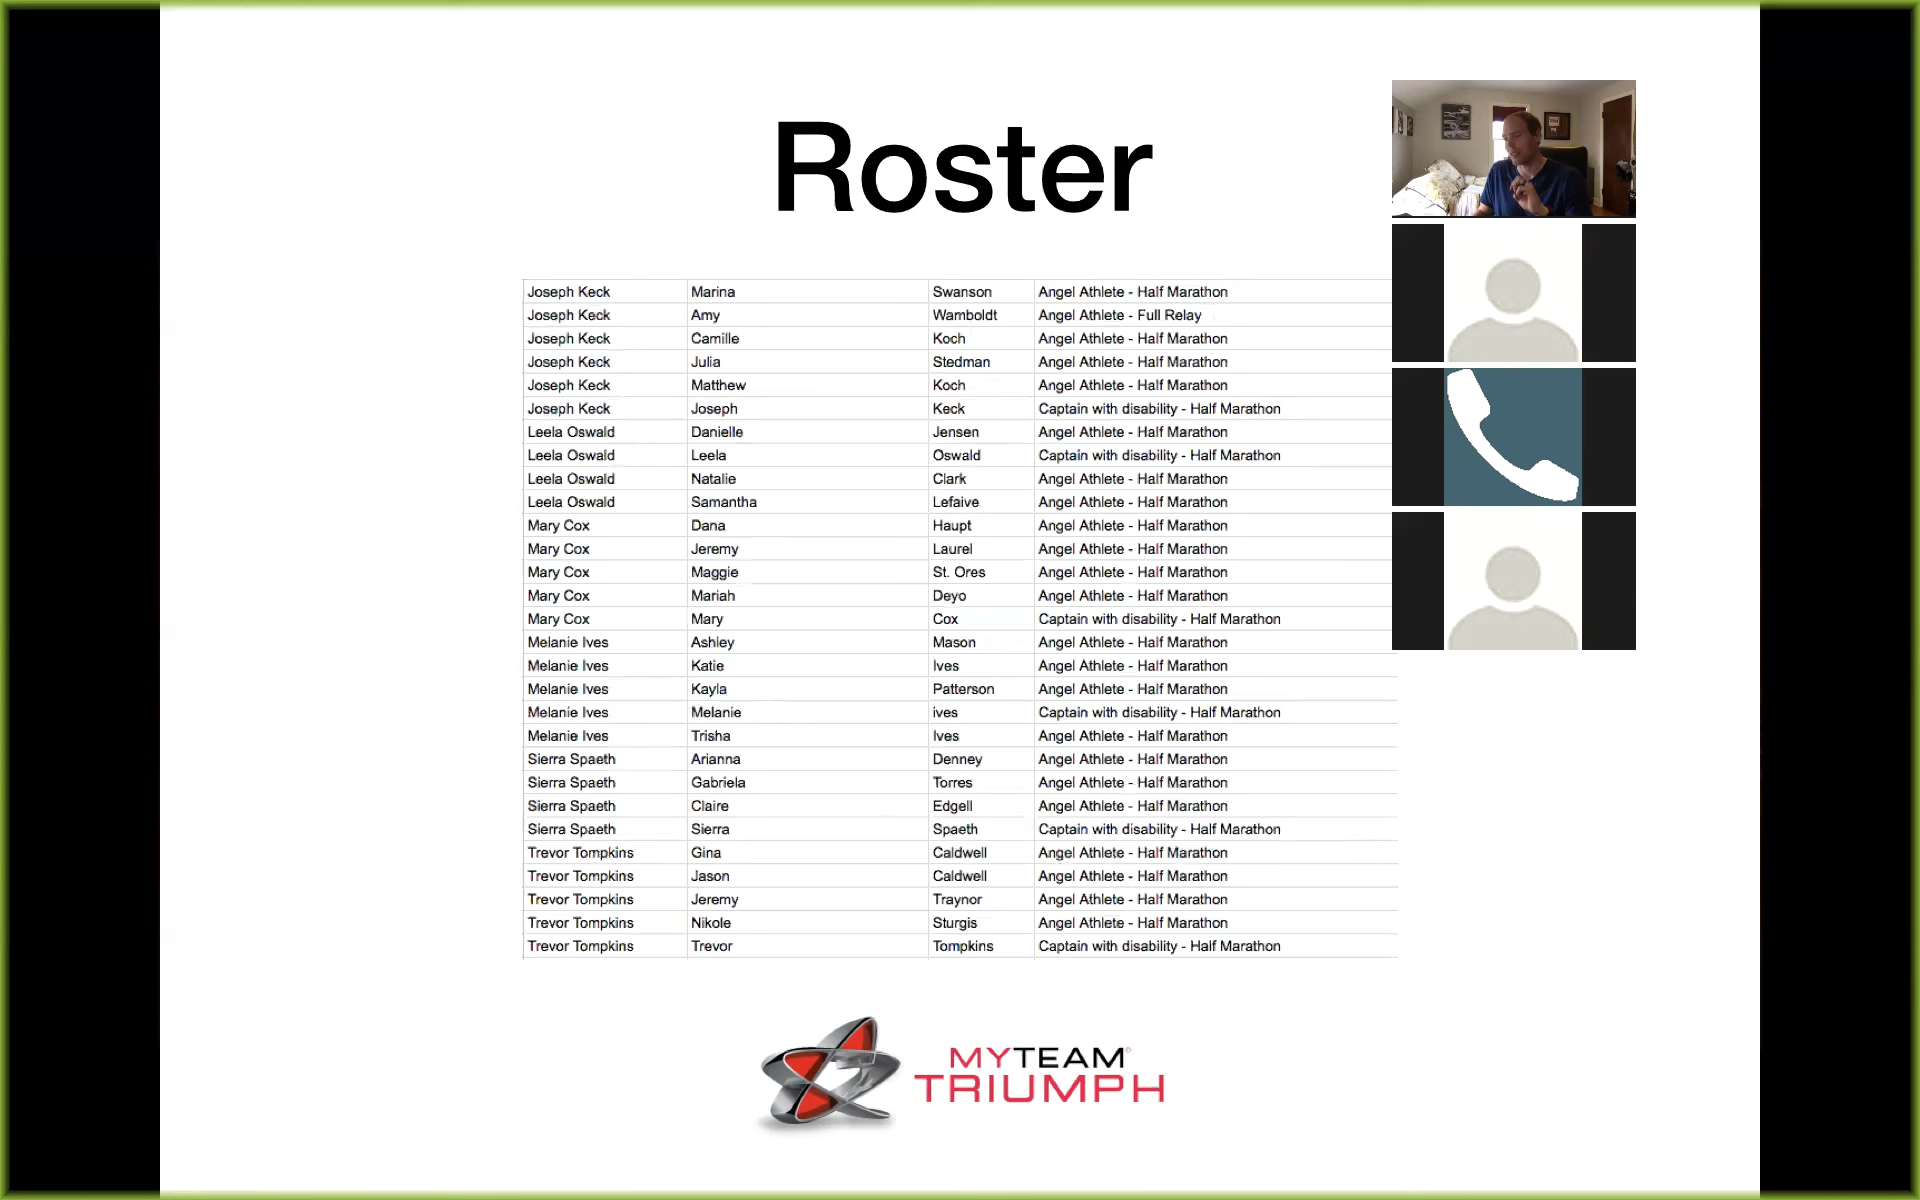 Roster
Joseph Keck Marina Swanson Angel Athlete - Half Marathon
Joseph Keck Amy Wamboldt Angel Athlete - Full Relay
Joseph Keck Camille Koch Angel Athlete - Half Marathon
Joseph Keck Julia Stedman Angel Athlete - Half Marathon
Joseph Keck Matthew Koch Angel Athlete - Half Marathon
Joseph Keck Joseph Keck Captain with disability - Half Marathon
Leela Oswald Danielle Jensen Angel Athlete - Half Marathon
Leela Oswald Leela Oswald Captain with disability - Half Marathon
Leela Oswald Natalie Clark Angel Athlete - Half Marathon
Leela Oswald Samantha Lefaive Angel Athlete - Half Marathon
Mary Cox Dana Haupt Angel Athlete - Half Marathon
Mary Cox Jeremy Laurel Angel Athlete - Half Marathon
Mary Cox Maggie St. Ores Angel Athlete - Half Marathon
Mary Cox Mariah Deyo Angel Athlete - Half Marathon
Mary Cox Mary Cox Captain with disability - Half Marathon
Melanie Ives Ashley Mason Angel Athlete - Half Marathon
Melanie Ives Katie Ives Angel Athlete - Half Marathon
Melanie Ives Kayla Patterson Angel Athlete - Half Marathon
Melanie Ives Melanie ives Captain with disability - Half Marathon
Melanie Ives Trisha Ives Angel Athlete - Half Marathon
Sierra Spaeth Arianna Denney Angel Athlete - Half Marathon
Sierra Spaeth Gabriela Torres Angel Athlete - Half Marathon
Sierra Spaeth Claire Edgell Angel Athlete - Half Marathon
Sierra Spaeth Sierra Spaeth Captain with disability - Half Marathon
Trevor Tompkins Gina Caldwell Angel Athlete - Half Marathon
Trevor Tompkins Jason Caldwell Angel Athlete - Half Marathon
Trevor Tompkins Jeremy Traynor Angel Athlete - Half Marathon
Trevor Tompkins Nikole Sturgis Angel Athlete - Half Marathon
Trevor Tompkins Trevor Tompkins Captain with disability - Half Marathon
MYTEAM®
TRIUMPH